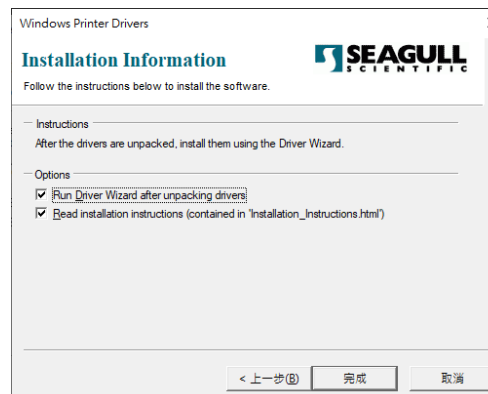 Windows Printer Drivers
Installation Information
SEAGULL
SCIENTIFIC
Follow the instructions below to install the software.
Instructions
After the drivers are unpacked, install them using the Driver Wizard.
Options
Run Driver Wizard after unpacking drivers
Read installation instructions (contained in 'Installation_Instructions.html')
< 上一步(B)
完成
取消